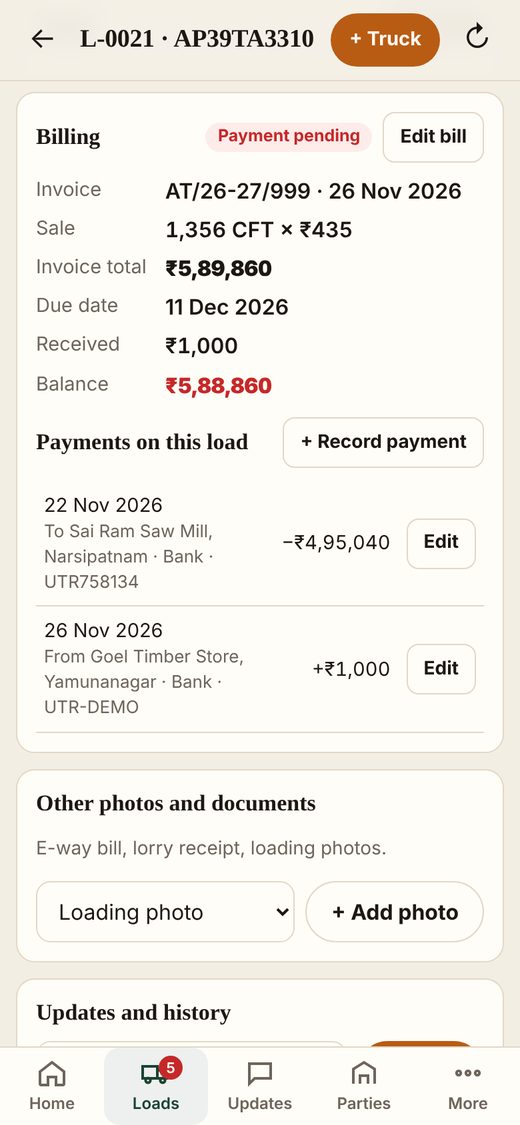 L-0021 · AP39TA3310
+ Truck
Billing
Payment pending
Edit bill
Invoice AT/26-27/999 · 26 Nov 2026
Sale 1,356 CFT × ₹435
Invoice total ₹5,89,860
Due date 11 Dec 2026
Received ₹1,000
Balance ₹5,88,860
Payments on this load
+ Record payment
22 Nov 2026
To Sai Ram Saw Mill,
Narsipatnam · Bank ·
UTR758134
−₹4,95,040
Edit
26 Nov 2026
From Goel Timber Store,
Yamunanagar · Bank ·
UTR-DEMO
+₹1,000
Edit
Other photos and documents
E-way bill, lorry receipt, loading photos.
Loading photo
+ Add photo
Updates and history
5
Home
Loads
Updates
Parties
More